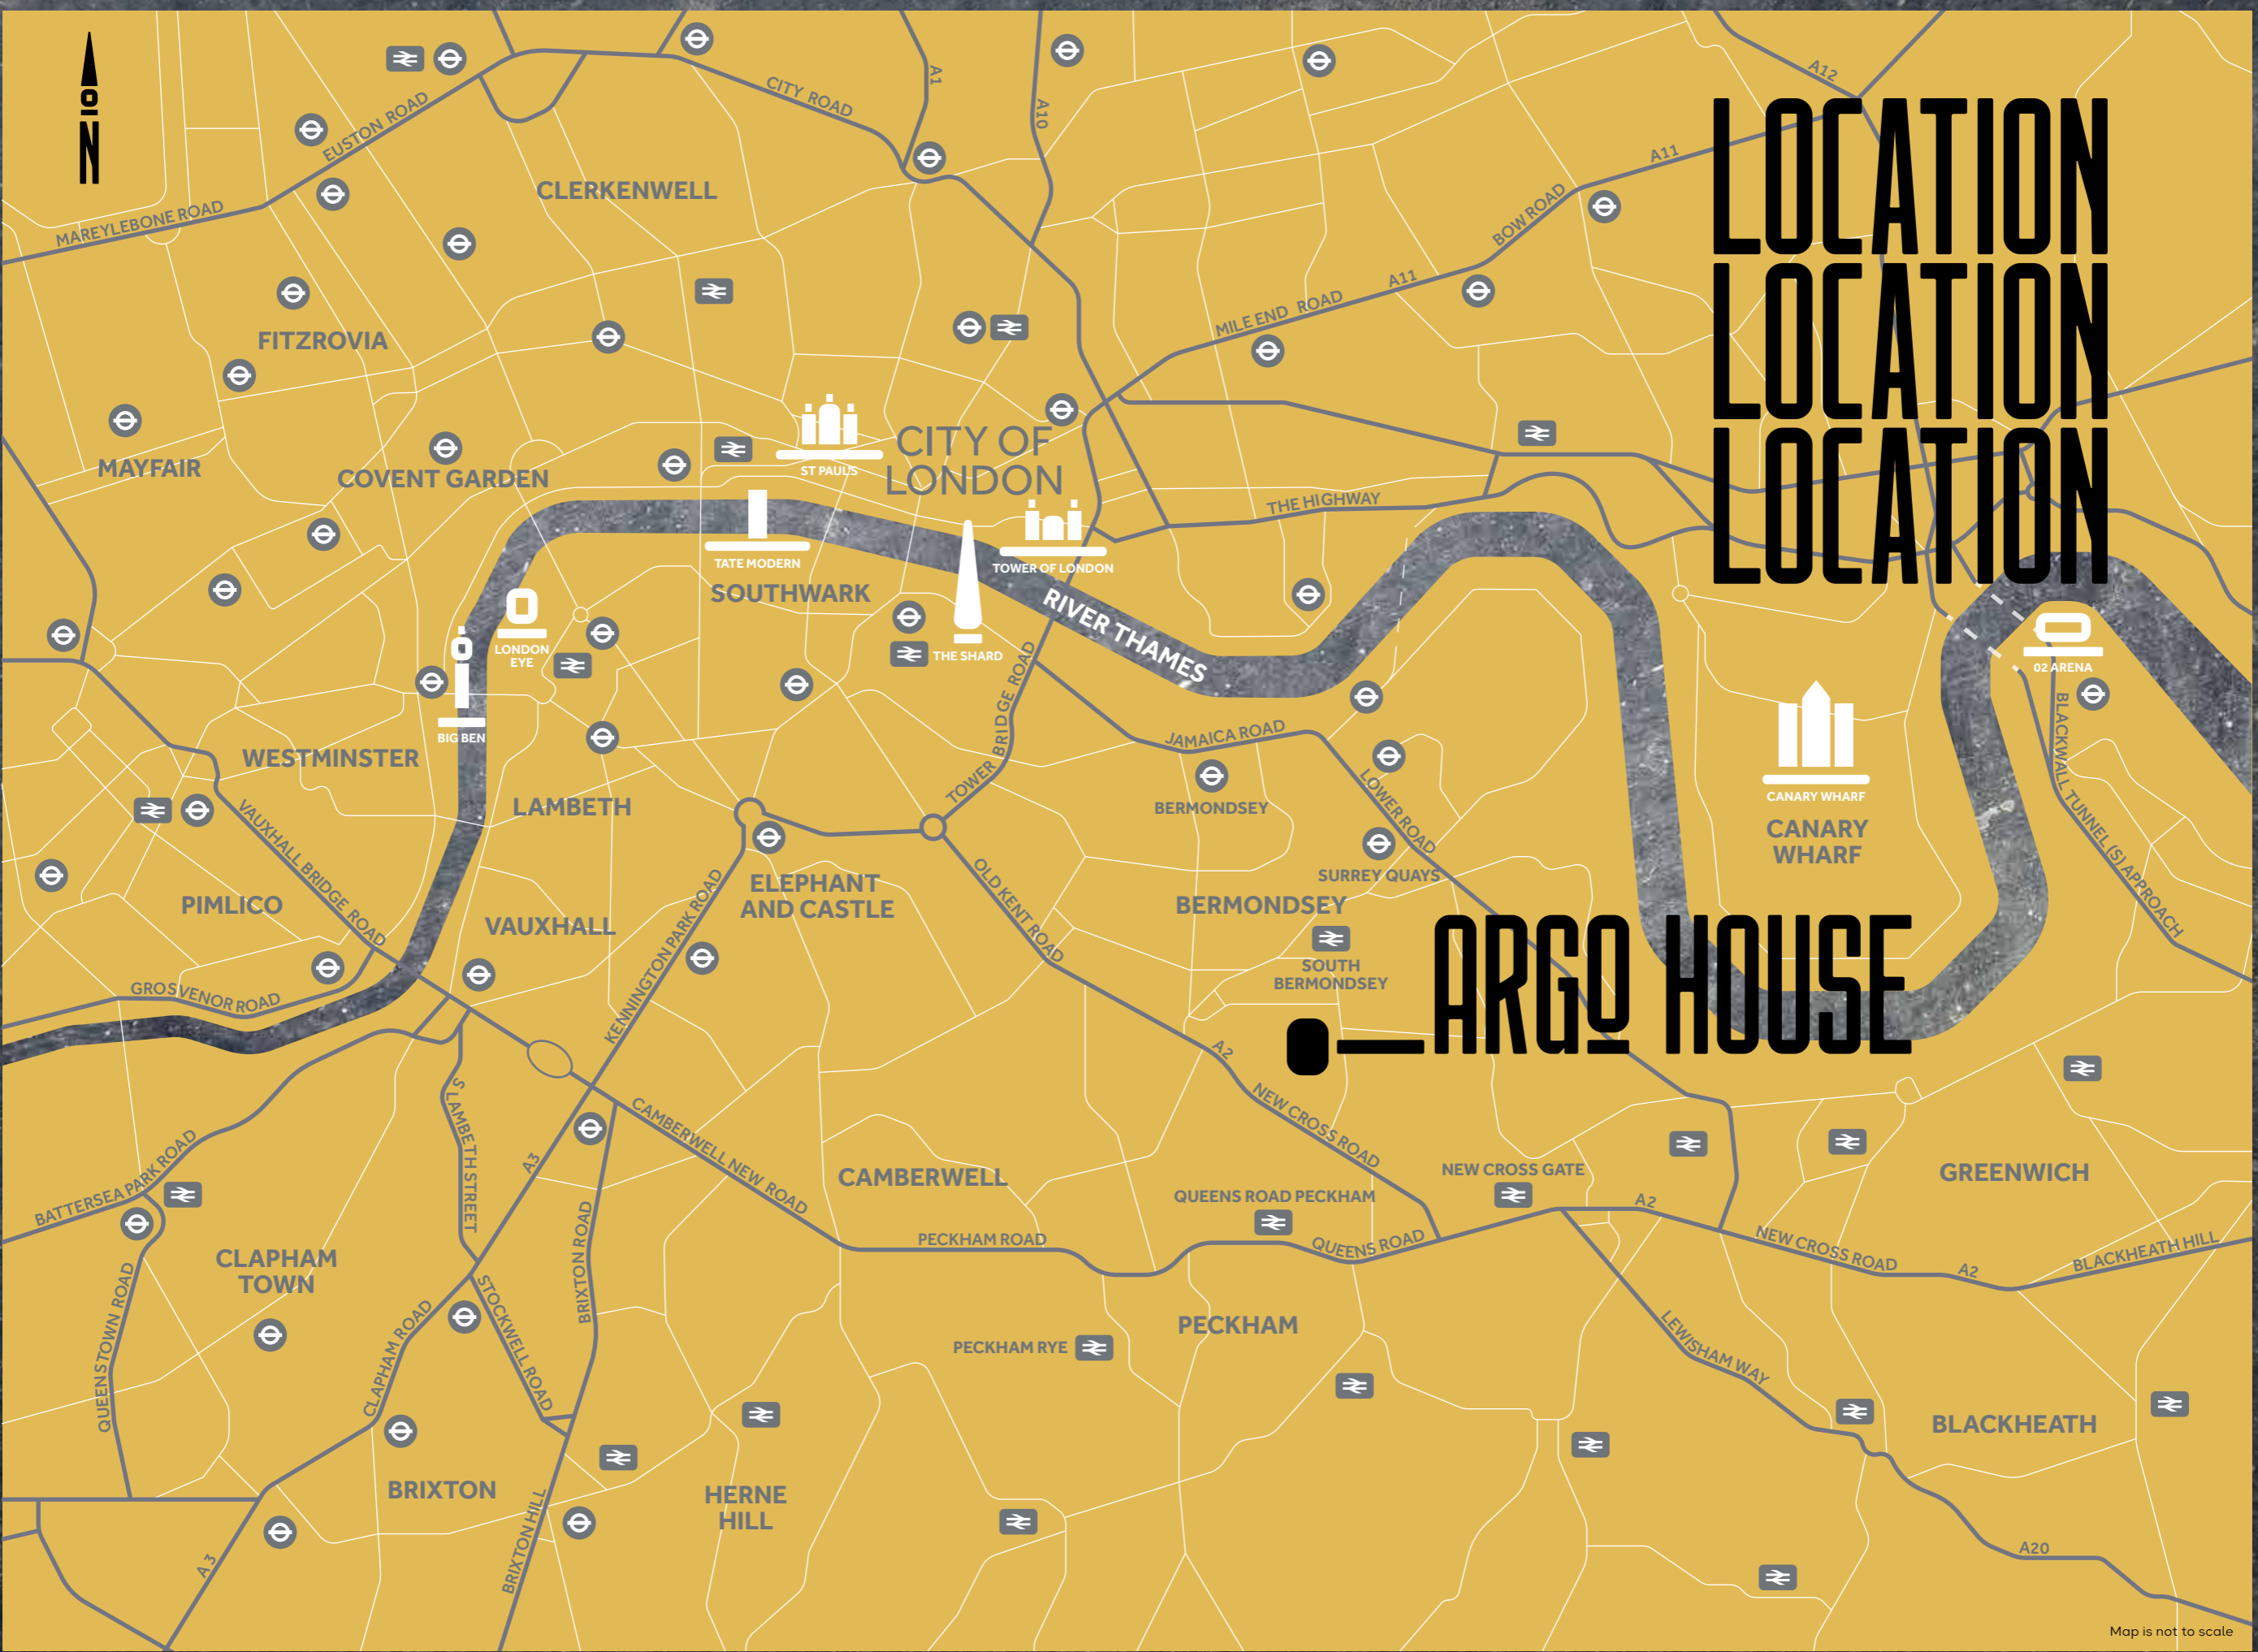 N
LOCATION
LOCATION
LOCATION
A1
A10
A12
CITY ROAD
EUSTON ROAD
A11
CLERKENWELL
BOW ROAD
MAREYLEBONE ROAD
A11
MILE END ROAD
FITZROVIA
MAYFAIR
COVENT GARDEN
ST PAULS
CITY OF
LONDON
THE HIGHWAY
TATE MODERN
TOWER OF LONDON
SOUTHWARK
RIVER THAMES
LONDON
EYE
THE SHARD
02 ARENA
BIG BEN
TOWER BRIDGE ROAD
JAMAICA ROAD
BLACKWALL TUNNEL (S) APPROACH
WESTMINSTER
LAMBETH
BERMONDSEY
LOWER ROAD
CANARY WHARF
CANARY
WHARF
VAUXHALL BRIDGE ROAD
SURREY QUAYS
PIMLICO
VAUXHALL
ELEPHANT
AND CASTLE
OLD KENT ROAD
BERMONDSEY
KENNINGTON PARK ROAD
SOUTH
BERMONDSEY
ARGO HOUSE
GROSVENOR ROAD
A2
S LAMBETH STREET
NEW CROSS ROAD
CAMBERWELL NEW ROAD
A3
BATTERSEA PARK ROAD
CAMBERWELL
NEW CROSS GATE
GREENWICH
QUEENS ROAD PECKHAM
A2
PECKHAM ROAD
QUEENS ROAD
NEW CROSS ROAD
A2
BLACKHEATH HILL
CLAPHAM
TOWN
BRIXTON ROAD
QUEENSTOWN ROAD
CLAPHAM ROAD
STOCKWELL ROAD
PECKHAM
PECKHAM RYE
LEWISHAM WAY
BLACKHEATH
BRIXTON
HERNE
HILL
BRIXTON HILL
A3
A20
Map is not to scale